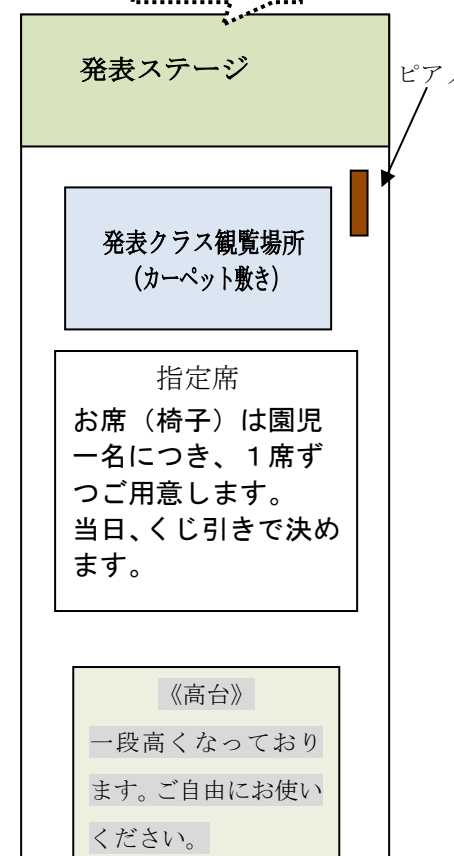 発表ステージ
ピアノ
発表クラス観覧場所
(カーペット敷き)
指定席
お席（椅子）は園児
一名につき、１席ず
つご用意します。
当日、くじ引きで決め
ます。
《高台》
一段高くなっており
ます。ご自由にお使い
ください。